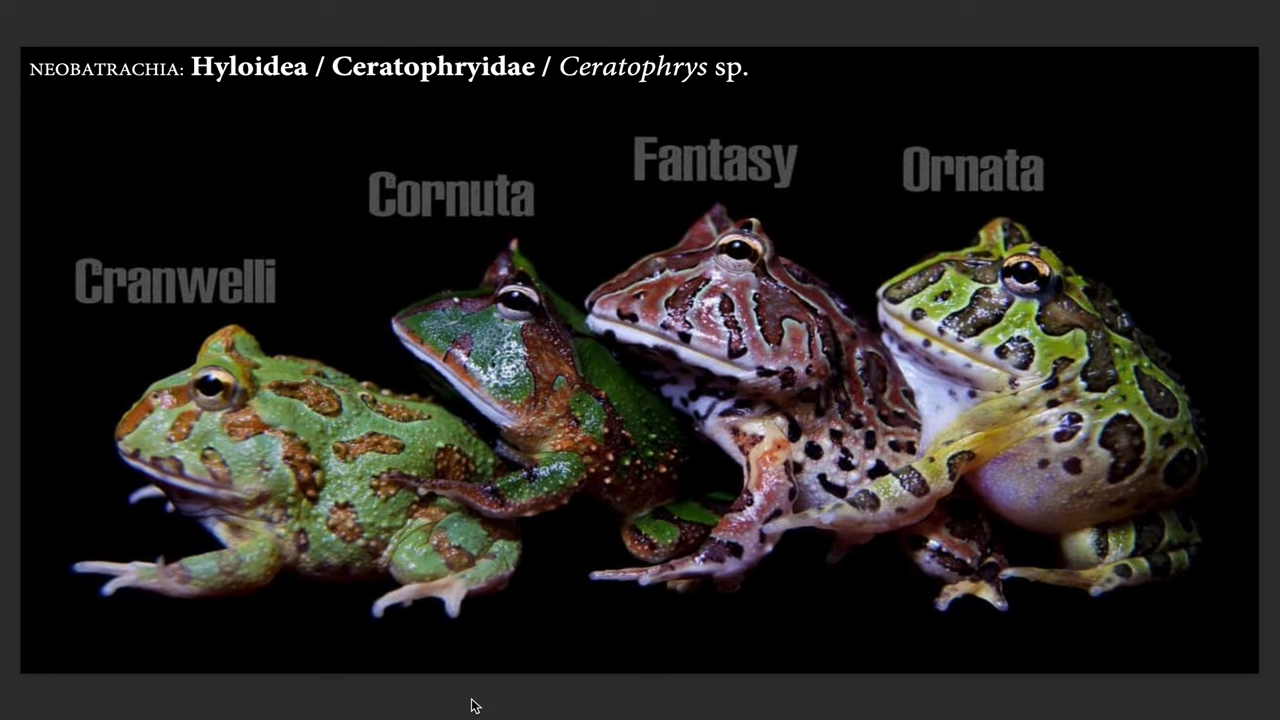 NEOBATRACHIA: Hyloidea / Ceratophryidae / Ceratophrys sp.
Fantasy
Ornata
Cornuta
Cranwelli